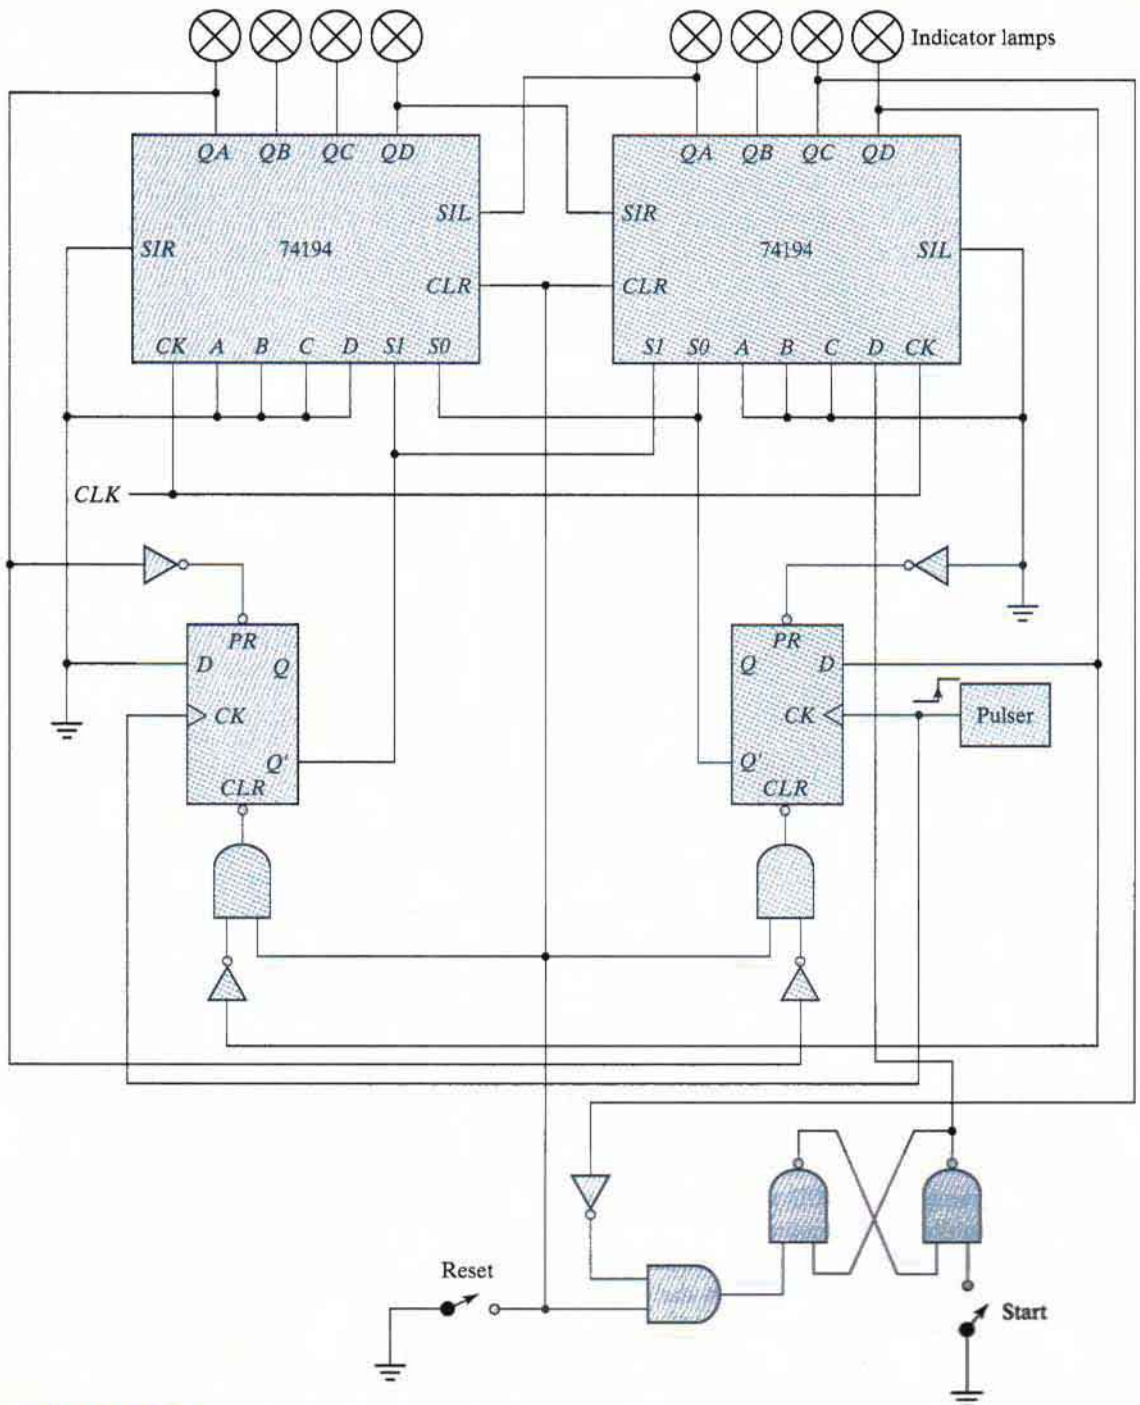 Indicator lamps
QA QB QC QD
QA QB QC QD
SIL
SIR
SIR
74194
74194
SIL
CLR
CLR
CK A B C D S1 S0
S1 S0 A B C D CK
CLK
PR
PR
D
Q
Q
D
CK
CK
Pulser
Q'
Q'
CLR
CLR
Reset
Start